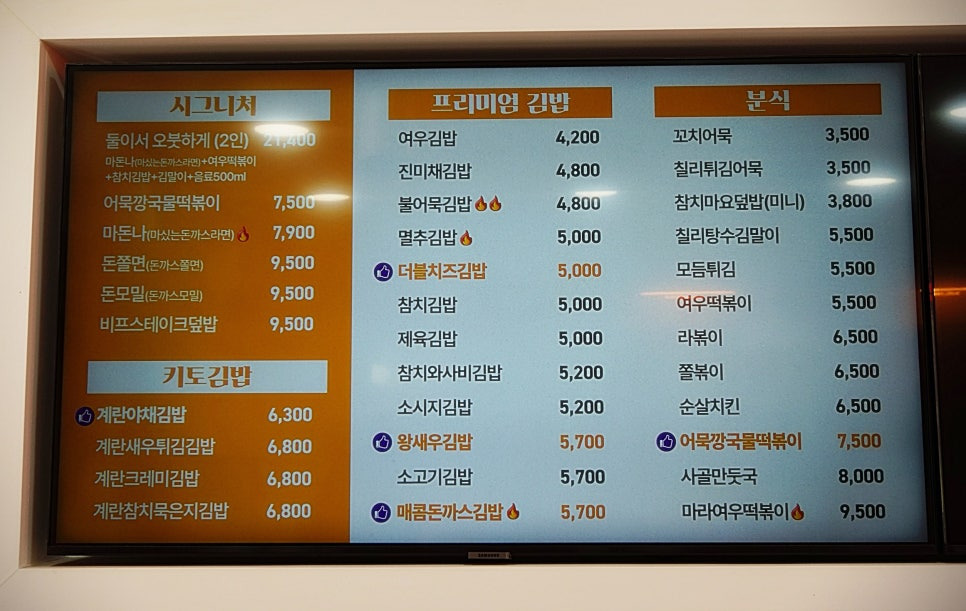 시그니처
둘이서 오붓하게 (2인) 21,400
마돈나(마싰는돈까스라면)+여우떡볶이
+참치김밥+김말이+음료500ml
어묵깡국물떡볶이 7,500
마돈나(마싰는돈까스라면) 7,900
돈쫄면(돈까스쫄면) 9,500
돈모밀(돈까스모밀) 9,500
비프스테이크덮밥 9,500
키토김밥
계란야채김밥 6,300
계란새우튀김김밥 6,800
계란크레미김밥 6,800
계란참치묵은지김밥 6,800
프리미엄 김밥
여우김밥 4,200
진미채김밥 4,800
불어묵김밥 4,800
멸추김밥 5,000
더블치즈김밥 5,000
참치김밥 5,000
제육김밥 5,000
참치와사비김밥 5,200
소시지김밥 5,200
왕새우김밥 5,700
소고기김밥 5,700
매콤돈까스김밥 5,700
분식
꼬치어묵 3,500
칠리튀김어묵 3,500
참치마요덮밥(미니) 3,800
칠리탕수김말이 5,500
모듬튀김 5,500
여우떡볶이 5,500
라볶이 6,500
쫄볶이 6,500
순살치킨 6,500
어묵깡국물떡볶이 7,500
사골만둣국 8,000
마라여우떡볶이 9,500
SAMSUNG